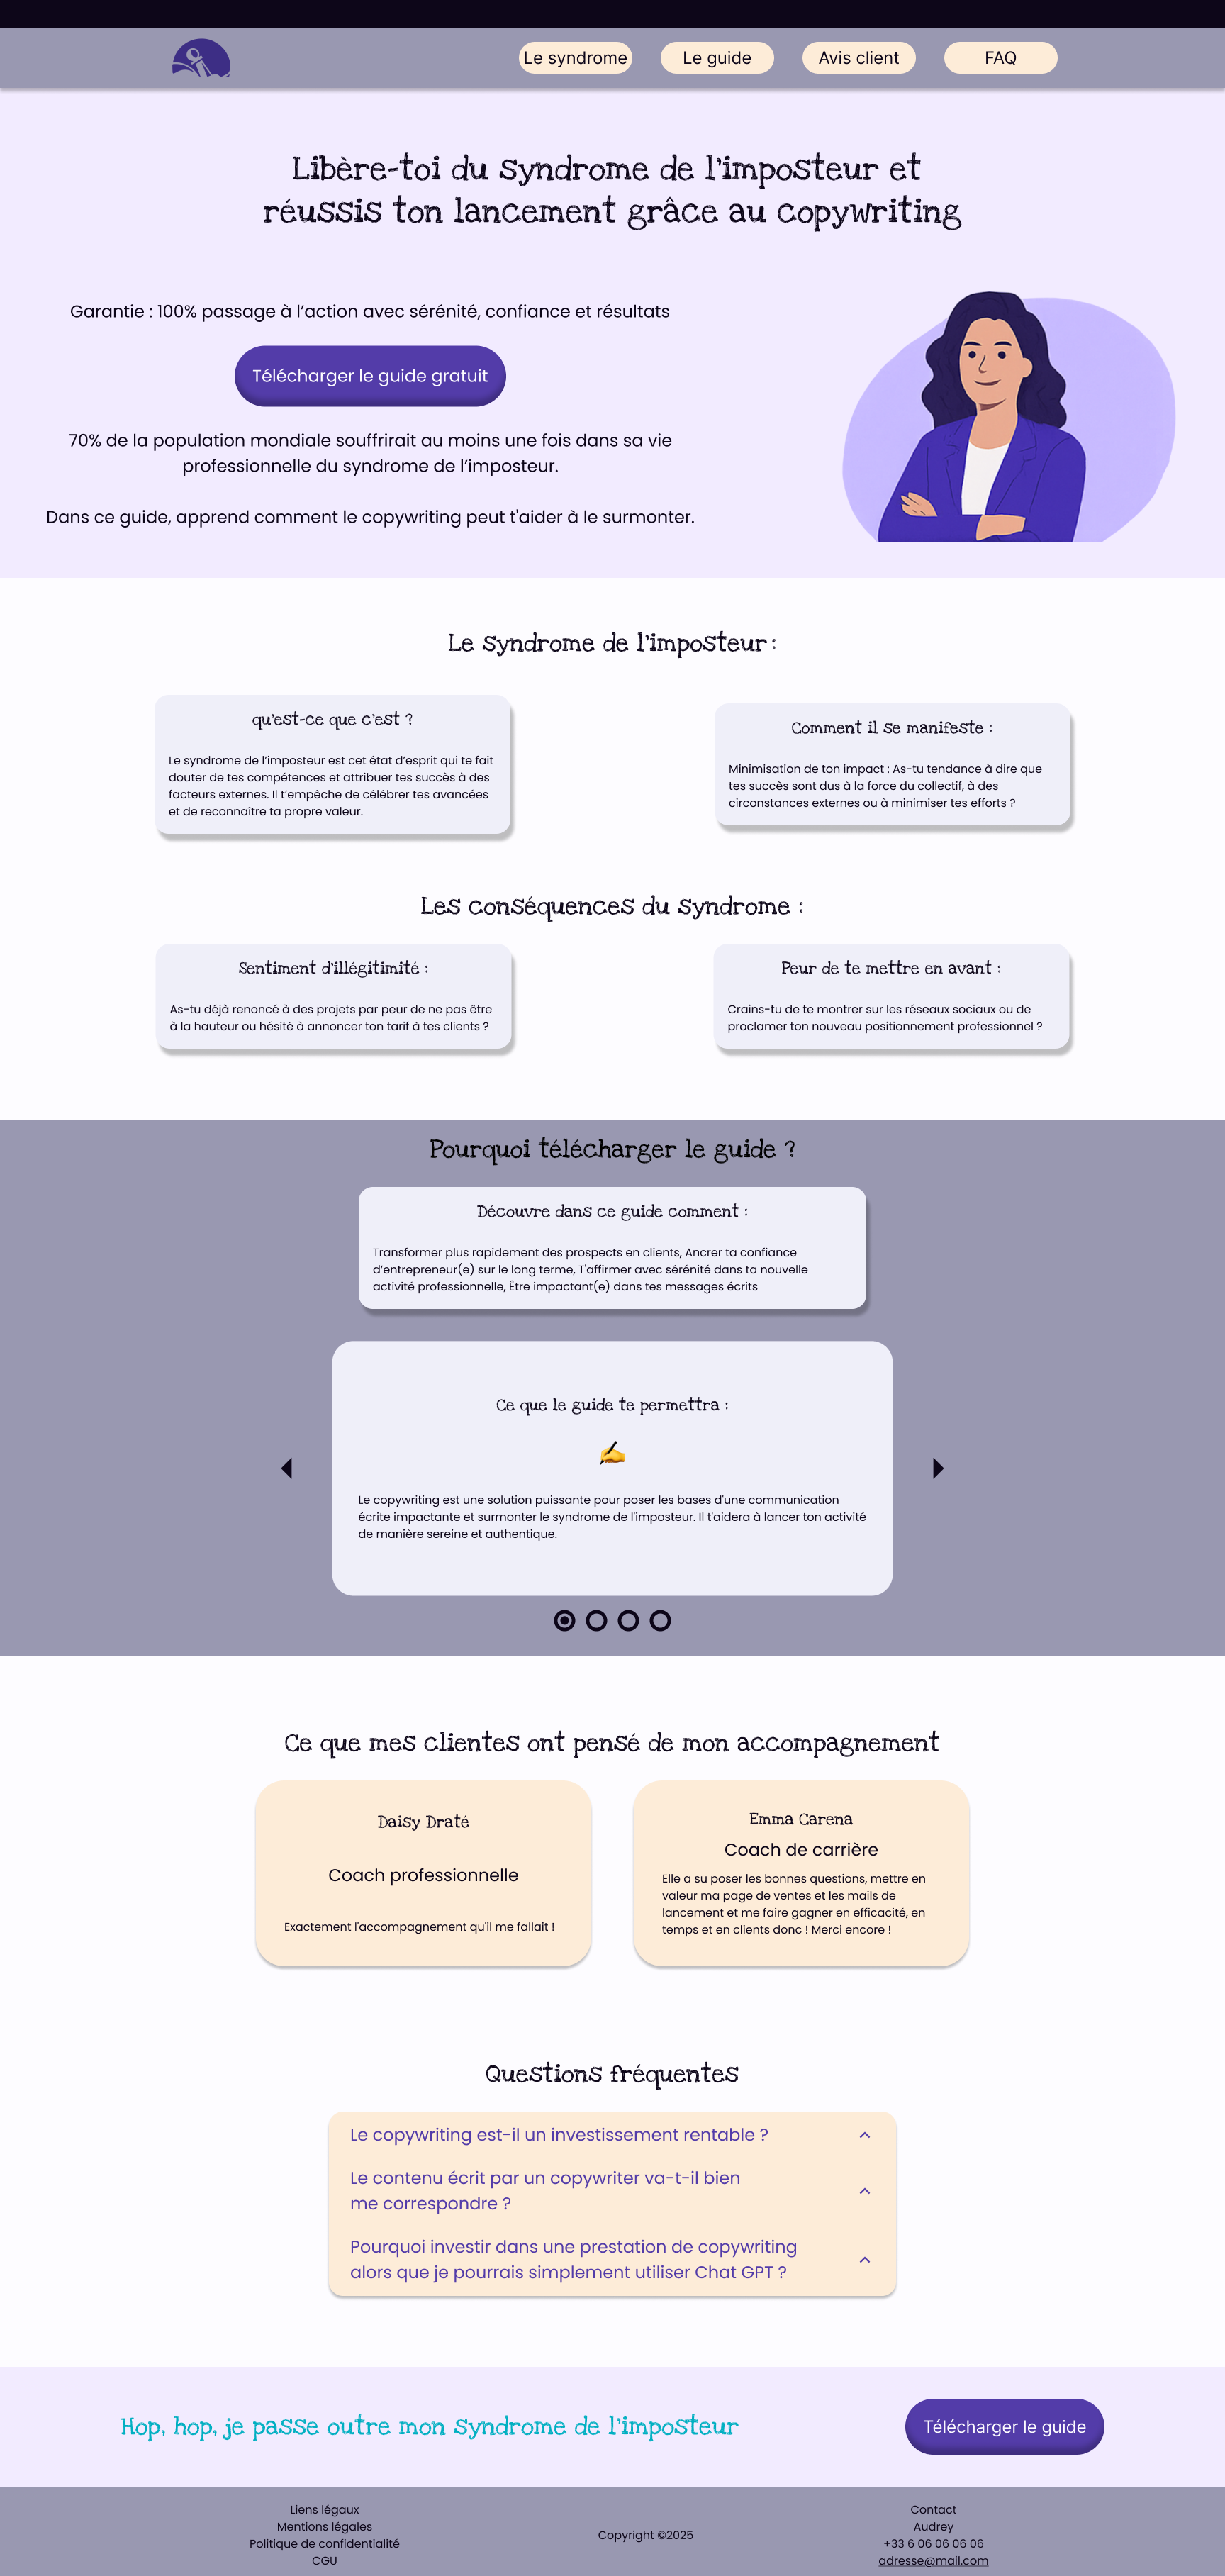 Le syndrome
Le guide
Avis client
FAQ
Libère-toi du syndrome de l'imposteur et
réussis ton lancement grâce au copywriting
Garantie : 100% passage à l'action avec sérénité, confiance et résultats
Télécharger le guide gratuit
70% de la population mondiale souffrirait au moins une fois dans sa vie
professionnelle du syndrome de l'imposteur.
Dans ce guide, apprend comment le copywriting peut t'aider à le surmonter.
Le syndrome de l'imposteur :
qu'est-ce que c'est ?
Le syndrome de l'imposteur est cet état d'esprit qui te fait
douter de tes compétences et attribuer tes succès à des
facteurs externes. Il t'empêche de célébrer tes avancées
et de reconnaître ta propre valeur.
Comment il se manifeste :
Minimisation de ton impact : As-tu tendance à dire que
tes succès sont dus à la force du collectif, à des
circonstances externes ou à minimiser tes efforts ?
Les conséquences du syndrome :
Sentiment d'illégitimité :
As-tu déjà renoncé à des projets par peur de ne pas être
à la hauteur ou hésité à annoncer ton tarif à tes clients ?
Peur de te mettre en avant :
Crains-tu de te montrer sur les réseaux sociaux ou de
proclamer ton nouveau positionnement professionnel ?
Pourquoi télécharger le guide ?
Découvre dans ce guide comment :
Transformer plus rapidement des prospects en clients, Ancrer ta confiance
d'entrepreneur(e) sur le long terme, T'affirmer avec sérénité dans ta nouvelle
activité professionnelle, Être impactant(e) dans tes messages écrits
Ce que le guide te permettra :
✍️
Le copywriting est une solution puissante pour poser les bases d'une communication
écrite impactante et surmonter le syndrome de l'imposteur. Il t'aidera à lancer ton activité
de manière sereine et authentique.
Ce que mes clientes ont pensé de mon accompagnement
Daisy Draté
Coach professionnelle
Exactement l'accompagnement qu'il me fallait !
Emma Carena
Coach de carrière
Elle a su poser les bonnes questions, mettre en
valeur ma page de ventes et les mails de
lancement et me faire gagner en efficacité, en
temps et en clients donc ! Merci encore !
Questions fréquentes
Le copywriting est-il un investissement rentable ?
Le contenu écrit par un copywriter va-t-il bien
me correspondre ?
Pourquoi investir dans une prestation de copywriting
alors que je pourrais simplement utiliser Chat GPT ?
Hop, hop, je passe outre mon syndrome de l'imposteur
Télécharger le guide
Liens légaux
Mentions légales
Politique de confidentialité
CGU
Copyright ©2025
Contact
Audrey
+33 6 06 06 06 06
adresse@mail.com